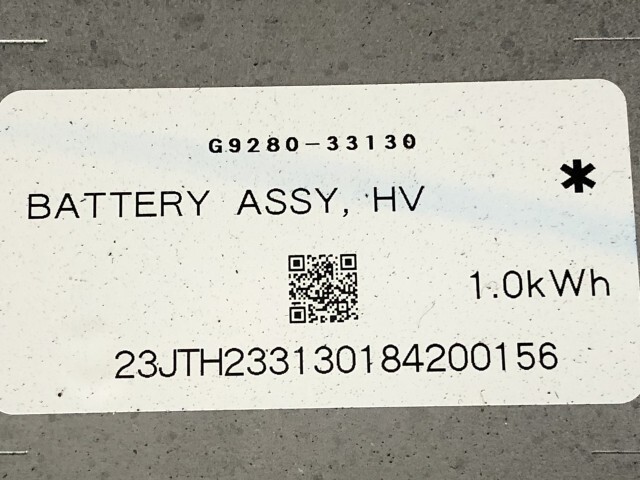 G9280-33130
BATTERY ASSY, HV
*
1.0kWh
23JTH233130184200156